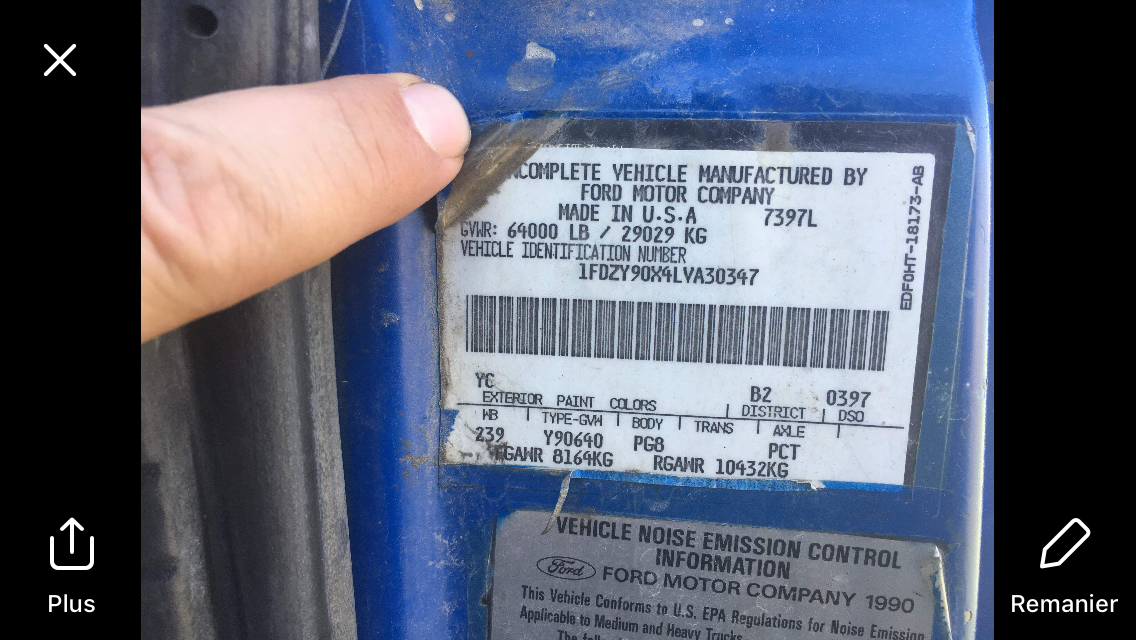 NCOMPLETE VEHICLE MANUFACTURED BY
FORD MOTOR COMPANY
MADE IN U.S.A 7397L
GVWR: 64000 LB / 29029 KG
VEHICLE IDENTIFICATION NUMBER
1FDZY90X4LVA30347
EDF0HT-18173-AB
YC B2 0397
EXTERIOR PAINT COLORS DISTRICT DSO
WB TYPE-GVW BODY TRANS AXLE
239 Y90640 PG8 PCT
FGAWR 8164KG RGAWR 10432KG
VEHICLE NOISE EMISSION CONTROL
INFORMATION
Ford FORD MOTOR COMPANY 1990
This Vehicle Conforms to U.S. EPA Regulations for Noise Emission
Applicable to Medium and Heavy Trucks.
Plus
Remanier